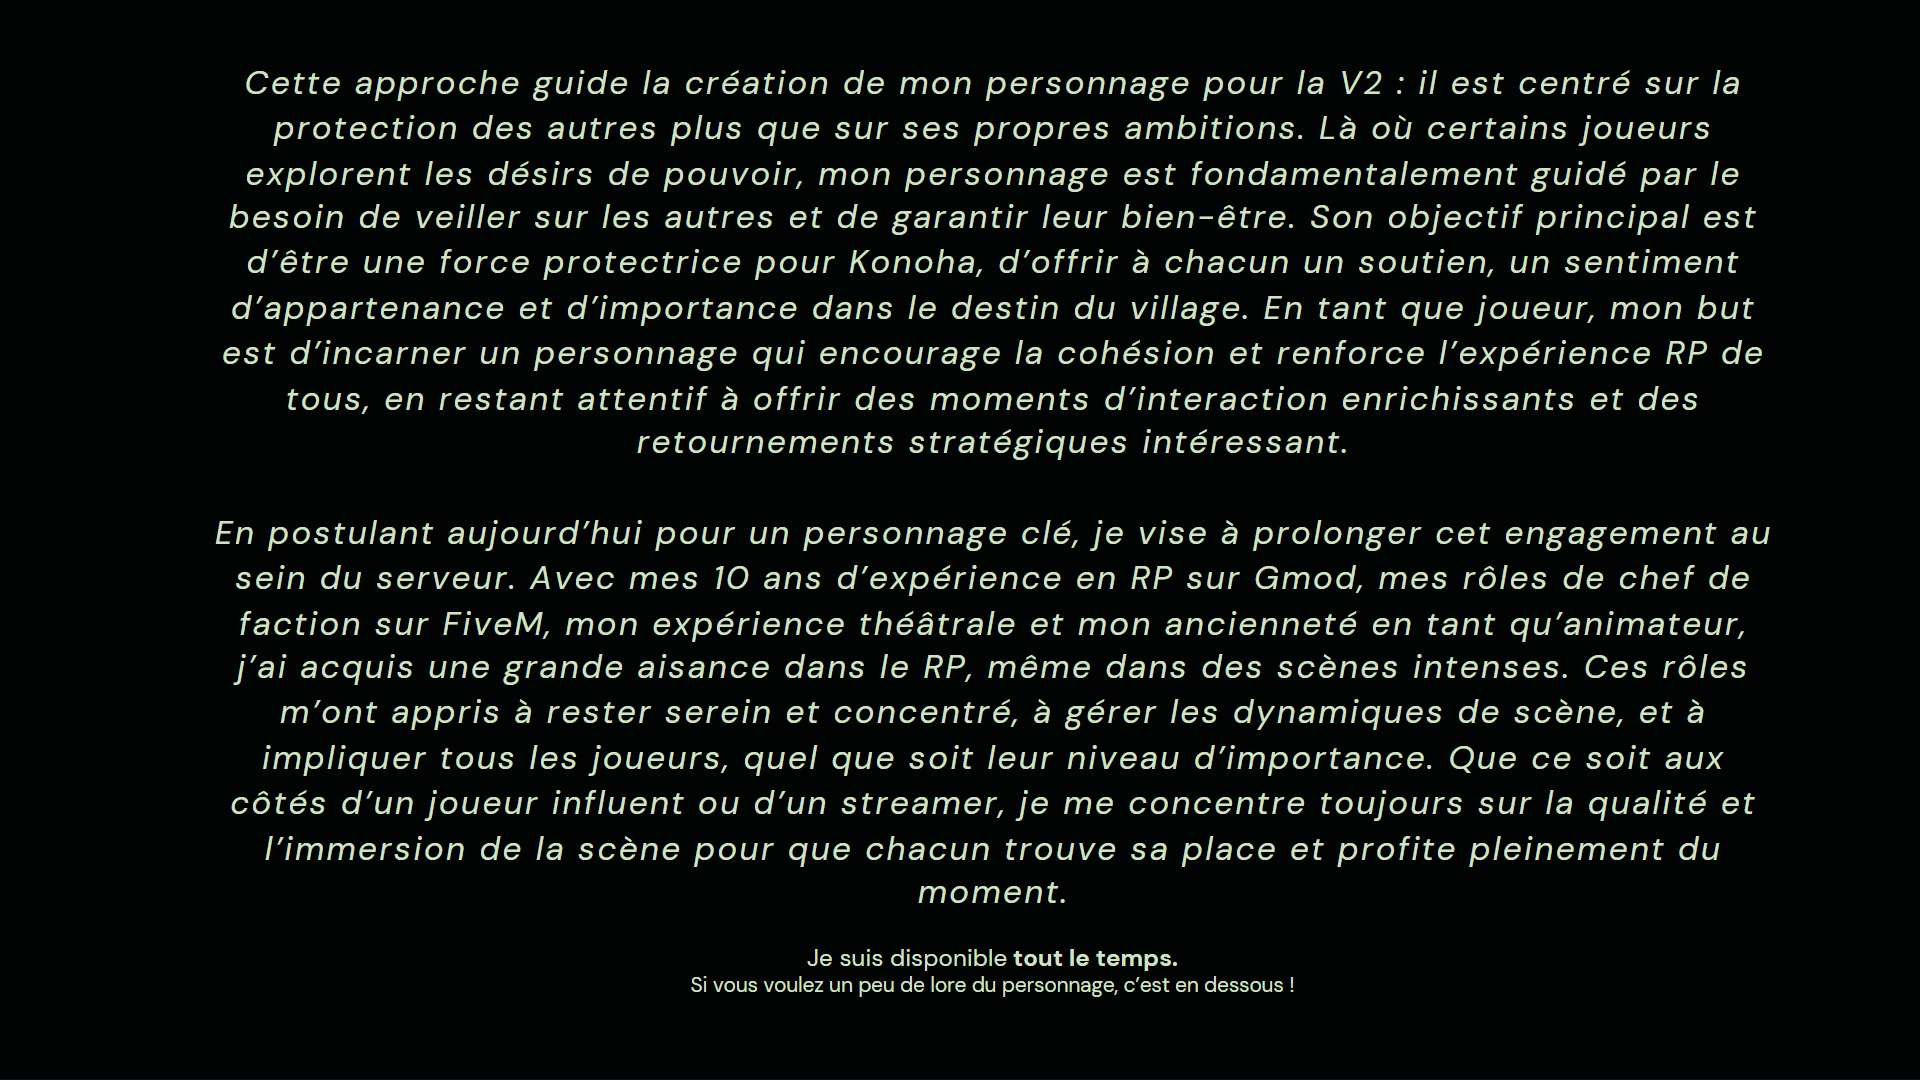 Cette approche guide la création de mon personnage pour la V2 : il est centré sur la
protection des autres plus que sur ses propres ambitions. Là où certains joueurs
explorent les désirs de pouvoir, mon personnage est fondamentalement guidé par le
besoin de veiller sur les autres et de garantir leur bien-être. Son objectif principal est
d’être une force protectrice pour Konoha, d’offrir à chacun un soutien, un sentiment
d’appartenance et d’importance dans le destin du village. En tant que joueur, mon but
est d’incarner un personnage qui encourage la cohésion et renforce l’expérience RP de
tous, en restant attentif à offrir des moments d’interaction enrichissants et des
retournements stratégiques intéressant.
En postulant aujourd’hui pour un personnage clé, je vise à prolonger cet engagement au
sein du serveur. Avec mes 10 ans d’expérience en RP sur Gmod, mes rôles de chef de
faction sur FiveM, mon expérience théâtrale et mon ancienneté en tant qu’animateur,
j’ai acquis une grande aisance dans le RP, même dans des scènes intenses. Ces rôles
m’ont appris à rester serein et concentré, à gérer les dynamiques de scène, et à
impliquer tous les joueurs, quel que soit leur niveau d’importance. Que ce soit aux
côtés d’un joueur influent ou d’un streamer, je me concentre toujours sur la qualité et
l’immersion de la scène pour que chacun trouve sa place et profite pleinement du
moment.
Je suis disponible tout le temps.
Si vous voulez un peu de lore du personnage, c’est en dessous !